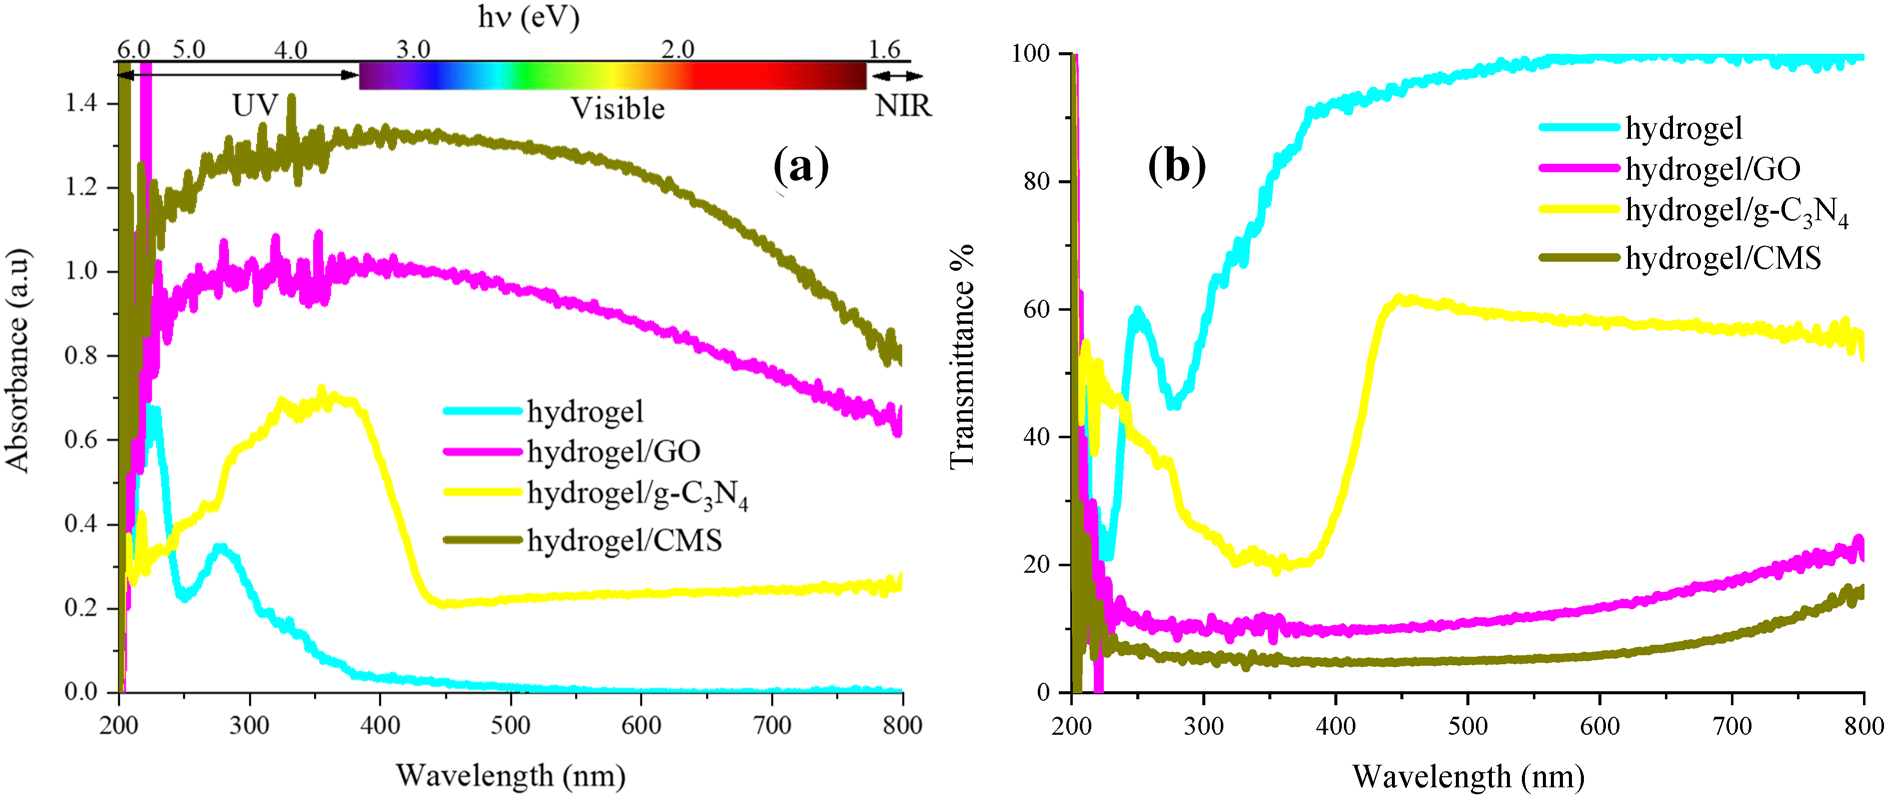 hν (eV)
6.0 5.0 4.0 3.0 2.0 1.6
UV Visible NIR
(a)
Absorbance (a.u)
1.4
1.2
1.0
0.8
0.6
0.4
0.2
0.0
hydrogel
hydrogel/GO
hydrogel/g-C₃N₄
hydrogel/CMS
200 300 400 500 600 700 800
Wavelength (nm)
(b)
Transmittance %
100
80
60
40
20
0
hydrogel
hydrogel/GO
hydrogel/g-C₃N₄
hydrogel/CMS
200 300 400 500 600 700 800
Wavelength (nm)